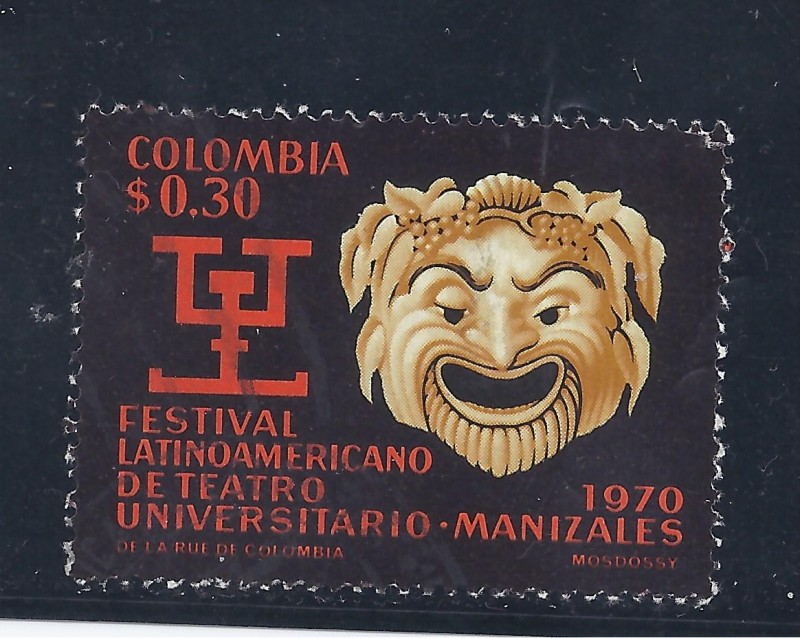 COLOMBIA
$0.30
FESTIVAL
LATINOAMERICANO
DE TEATRO
1970
UNIVERSITARIO · MANIZALES
DE LA RUE DE COLOMBIA
MOSDOSSY